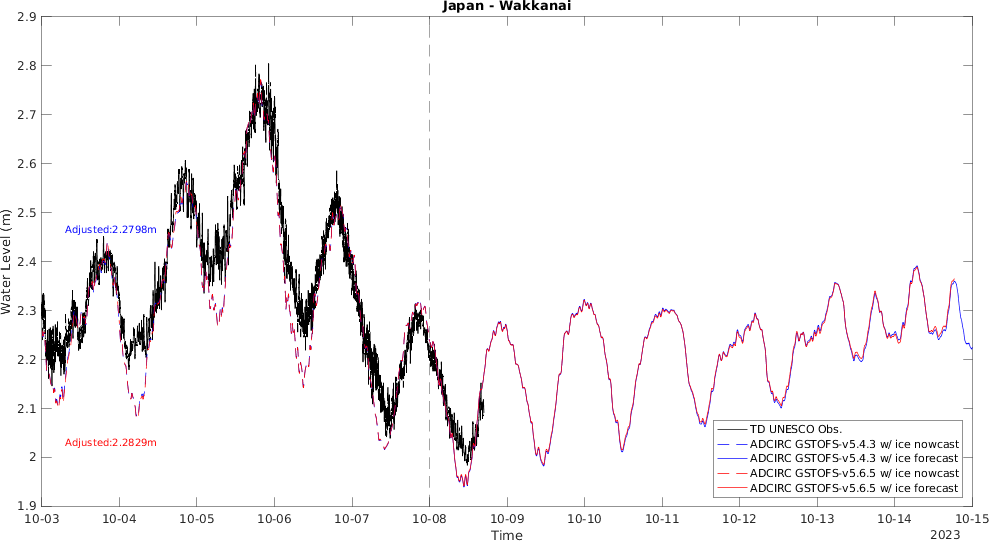 Japan - Wakkanai
2.9
2.8
2.7
2.6
2.5
2.4
2.3
2.2
2.1
2
1.9
Water Level (m)
Adjusted:2.2798m
Adjusted:2.2829m
TD UNESCO Obs.
ADCIRC GSTOFS-v5.4.3 w/ ice nowcast
ADCIRC GSTOFS-v5.4.3 w/ ice forecast
ADCIRC GSTOFS-v5.6.5 w/ ice nowcast
ADCIRC GSTOFS-v5.6.5 w/ ice forecast
10-03 10-04 10-05 10-06 10-07 10-08 10-09 10-10 10-11 10-12 10-13 10-14 10-15
Time
2023